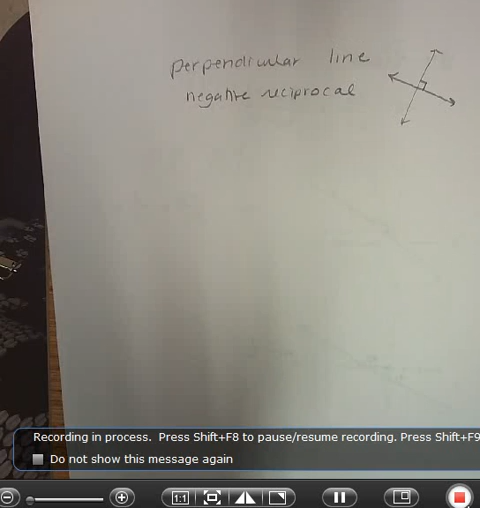 perpendicular line
negative reciprocal
Recording in process. Press Shift+F8 to pause/resume recording. Press Shift+F9
Do not show this message again
1:1